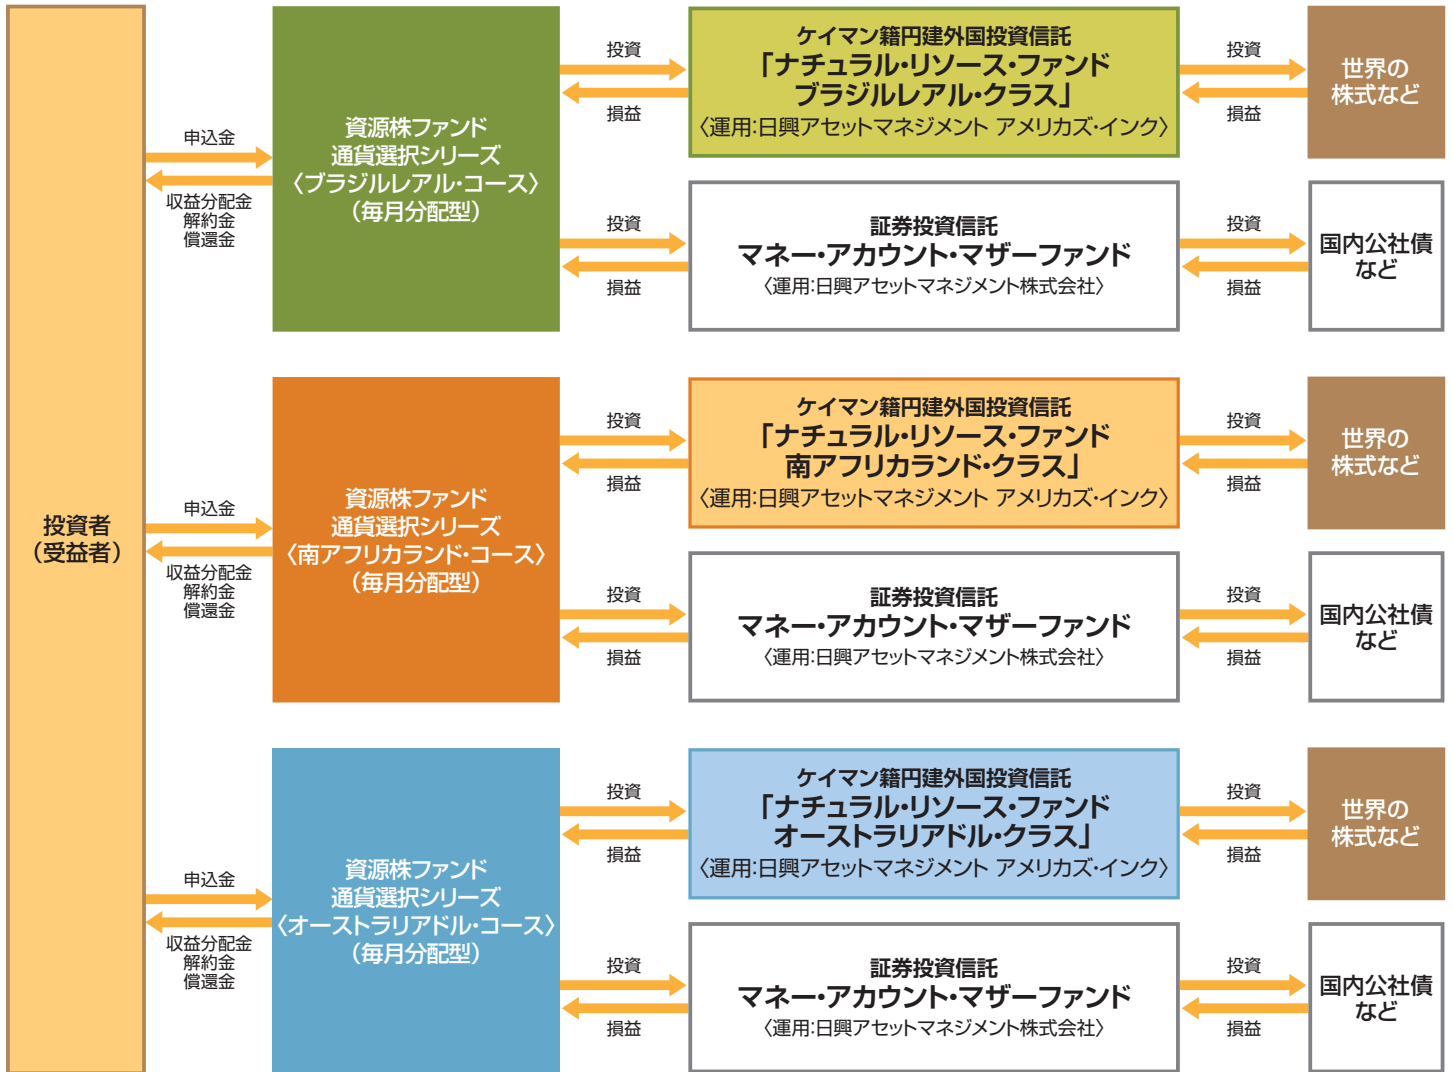 投資者
（受益者）
申込金
収益分配金
解約金
償還金
資源株ファンド
通貨選択シリーズ
〈ブラジルレアル・コース〉
（毎月分配型）
投資
損益
ケイマン籍円建外国投資信託
「ナチュラル・リソース・ファンド
ブラジルレアル・クラス」
〈運用：日興アセットマネジメント アメリカズ・インク〉
投資
損益
世界の
株式など
投資
損益
証券投資信託
マネー・アカウント・マザーファンド
〈運用：日興アセットマネジメント株式会社〉
投資
損益
国内公社債
など
申込金
収益分配金
解約金
償還金
資源株ファンド
通貨選択シリーズ
〈南アフリカランド・コース〉
（毎月分配型）
投資
損益
ケイマン籍円建外国投資信託
「ナチュラル・リソース・ファンド
南アフリカランド・クラス」
〈運用：日興アセットマネジメント アメリカズ・インク〉
投資
損益
世界の
株式など
投資
損益
証券投資信託
マネー・アカウント・マザーファンド
〈運用：日興アセットマネジメント株式会社〉
投資
損益
国内公社債
など
申込金
収益分配金
解約金
償還金
資源株ファンド
通貨選択シリーズ
〈オーストラリアドル・コース〉
（毎月分配型）
投資
損益
ケイマン籍円建外国投資信託
「ナチュラル・リソース・ファンド
オーストラリアドル・クラス」
〈運用：日興アセットマネジメント アメリカズ・インク〉
投資
損益
世界の
株式など
投資
損益
証券投資信託
マネー・アカウント・マザーファンド
〈運用：日興アセットマネジメント株式会社〉
投資
損益
国内公社債
など